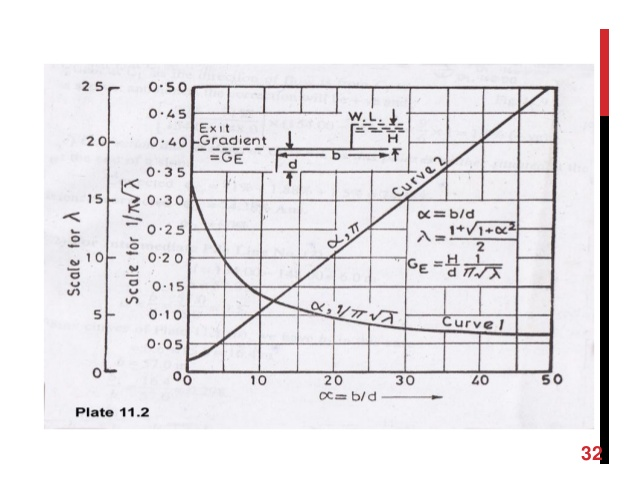 25
20
15
10
5
0
Scale for λ
0.50
0.45
0.40
0.35
0.30
0.25
0.20
0.15
0.10
0.05
0
Scale for 1/π√λ
Exit
Gradient
=GE
W.L.
H
b
d
Curve 2
α,π
α=b/d
λ=1+√1+α²/2
GE=H/d 1/π√λ
α,1/π√λ
Curve 1
10 20 30 40 50
α=b/d
Plate 11.2
32